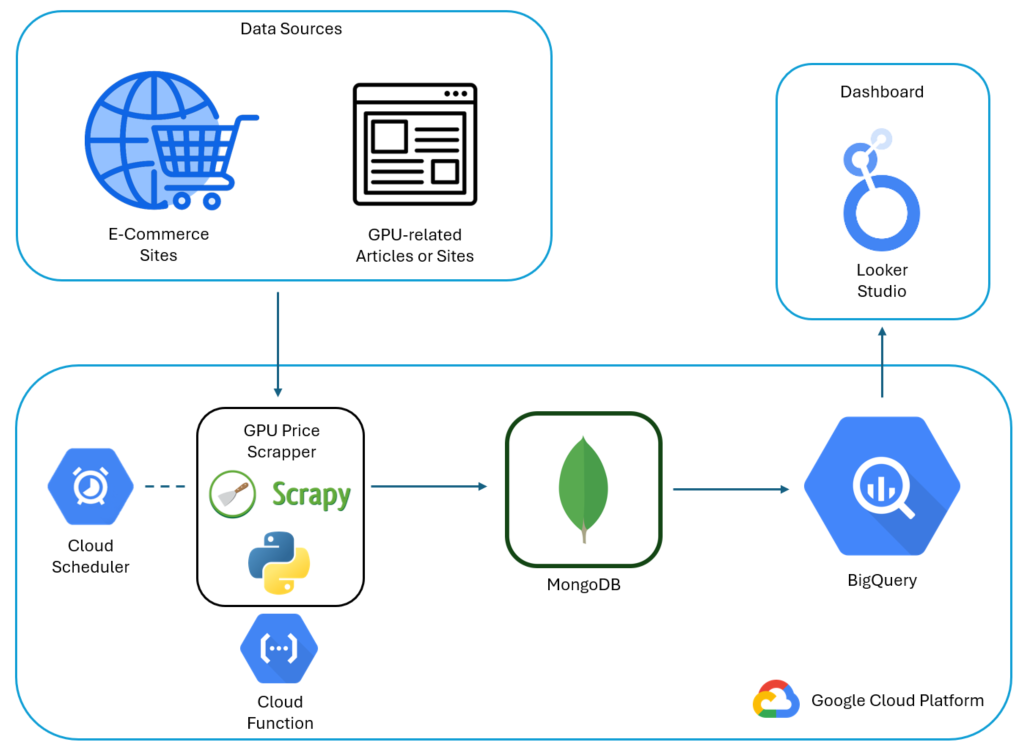 Data Sources
E-Commerce
Sites
GPU-related
Articles or Sites
Dashboard
Looker
Studio
GPU Price
Scrapper
Scrapy
Cloud
Scheduler
Cloud
Function
MongoDB
BigQuery
Google Cloud Platform